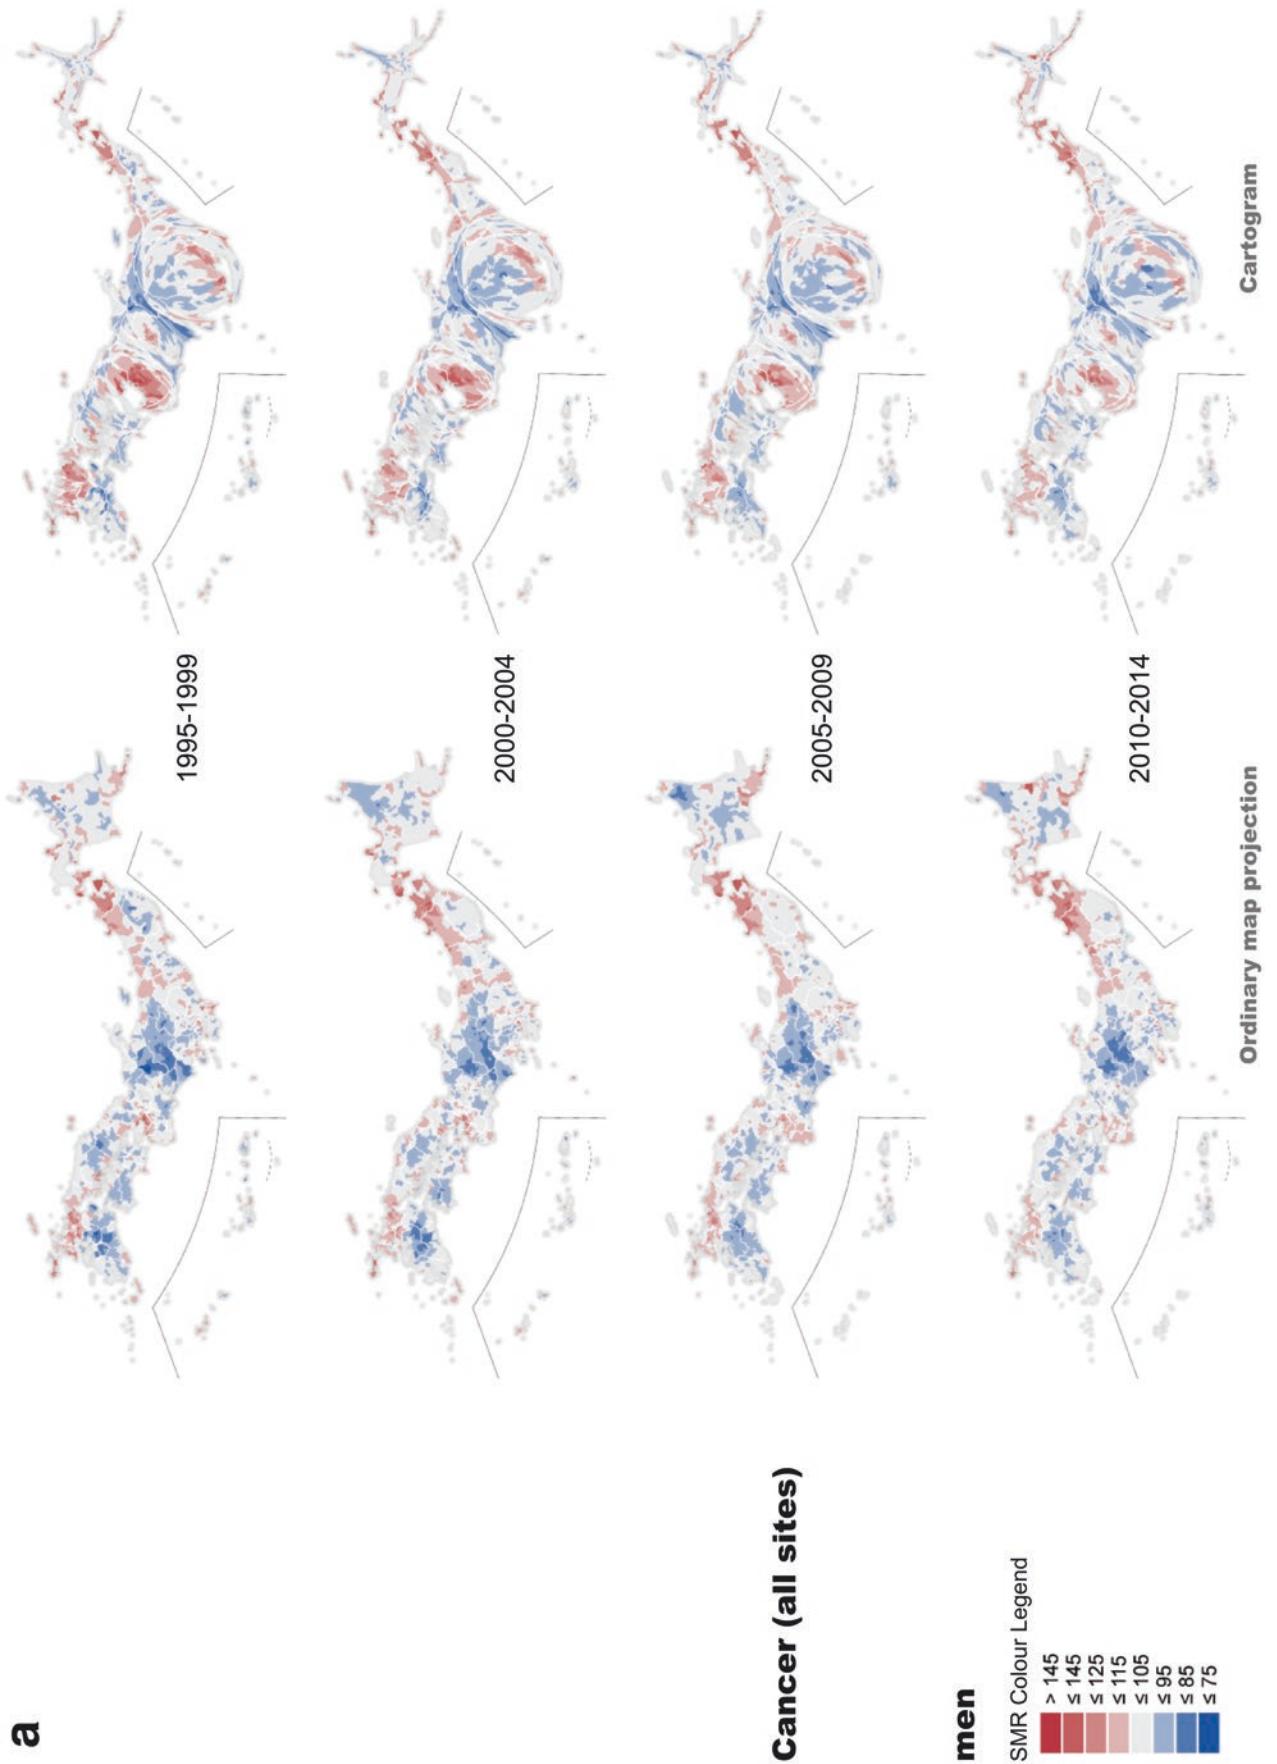 a
1995-1999
2000-2004
2005-2009
2010-2014
Ordinary map projection
Cartogram
Cancer (all sites)
men
SMR Colour Legend
> 145
≤ 145
≤ 125
≤ 115
≤ 105
≤ 95
≤ 85
≤ 75